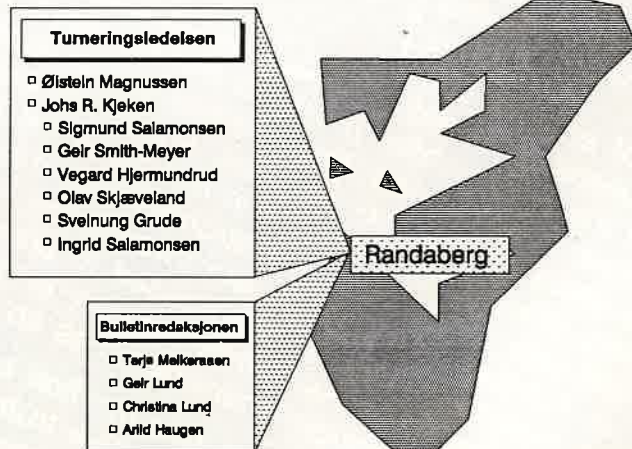 Turneringsledelsen
Øistein Magnussen
Johs R. Kjeken
Sigmund Salamonsen
Geir Smith-Meyer
Vegard Hjermundrud
Olav Skjæveland
Sveinung Grude
Ingrid Salamonsen
Randaberg
Bulletinredaksjonen
Terje Melkeraaen
Geir Lund
Christina Lund
Arild Haugen